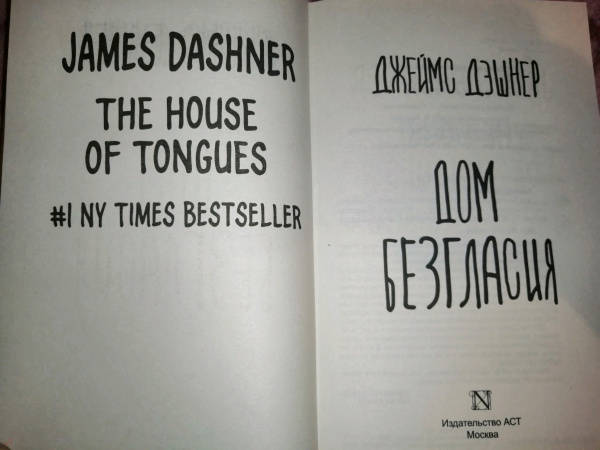 JAMES DASHNER
THE HOUSE
OF TONGUES
#1 NY TIMES BESTSELLER
ДЖЕЙМС ДЭШНЕР
ДОМ
БЕЗГЛАСИЯ
N
Издательство АСТ
Москва